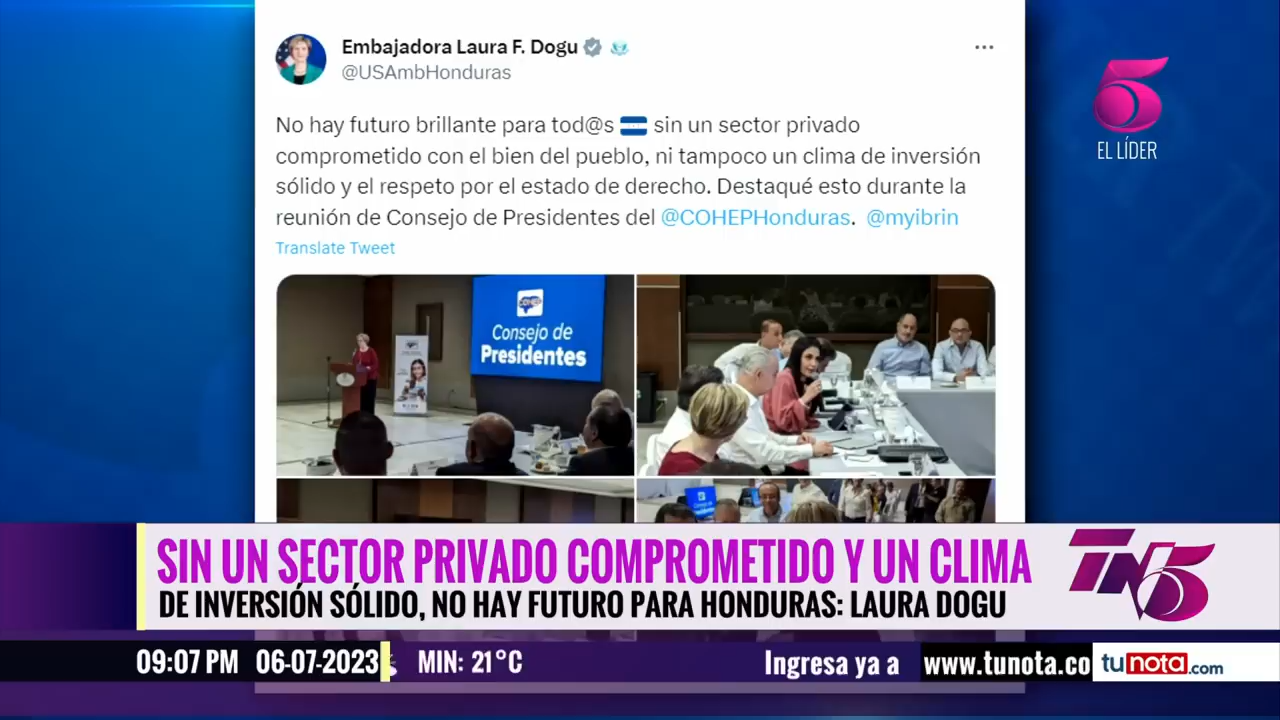 Embajadora Laura F. Dogu
@USAmbHonduras
No hay futuro brillante para tod@s sin un sector privado
comprometido con el bien del pueblo, ni tampoco un clima de inversión
sólido y el respeto por el estado de derecho. Destaqué esto durante la
reunión de Consejo de Presidentes del @COHEPHonduras. @myibrin
Translate Tweet
5
EL LÍDER
Consejo de
Presidentes
SIN UN SECTOR PRIVADO COMPROMETIDO Y UN CLIMA
DE INVERSIÓN SÓLIDO, NO HAY FUTURO PARA HONDURAS: LAURA DOGU
TN5
09:07 PM 06-07-2023 MIN: 21°C Ingresa ya a www.tunota.co tunota.com